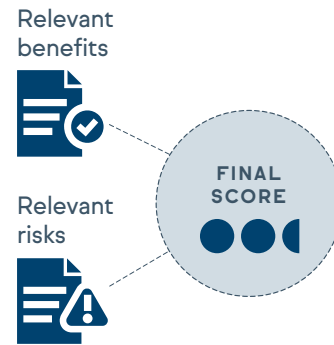 Relevant
benefits
FINAL
SCORE
Relevant
risks